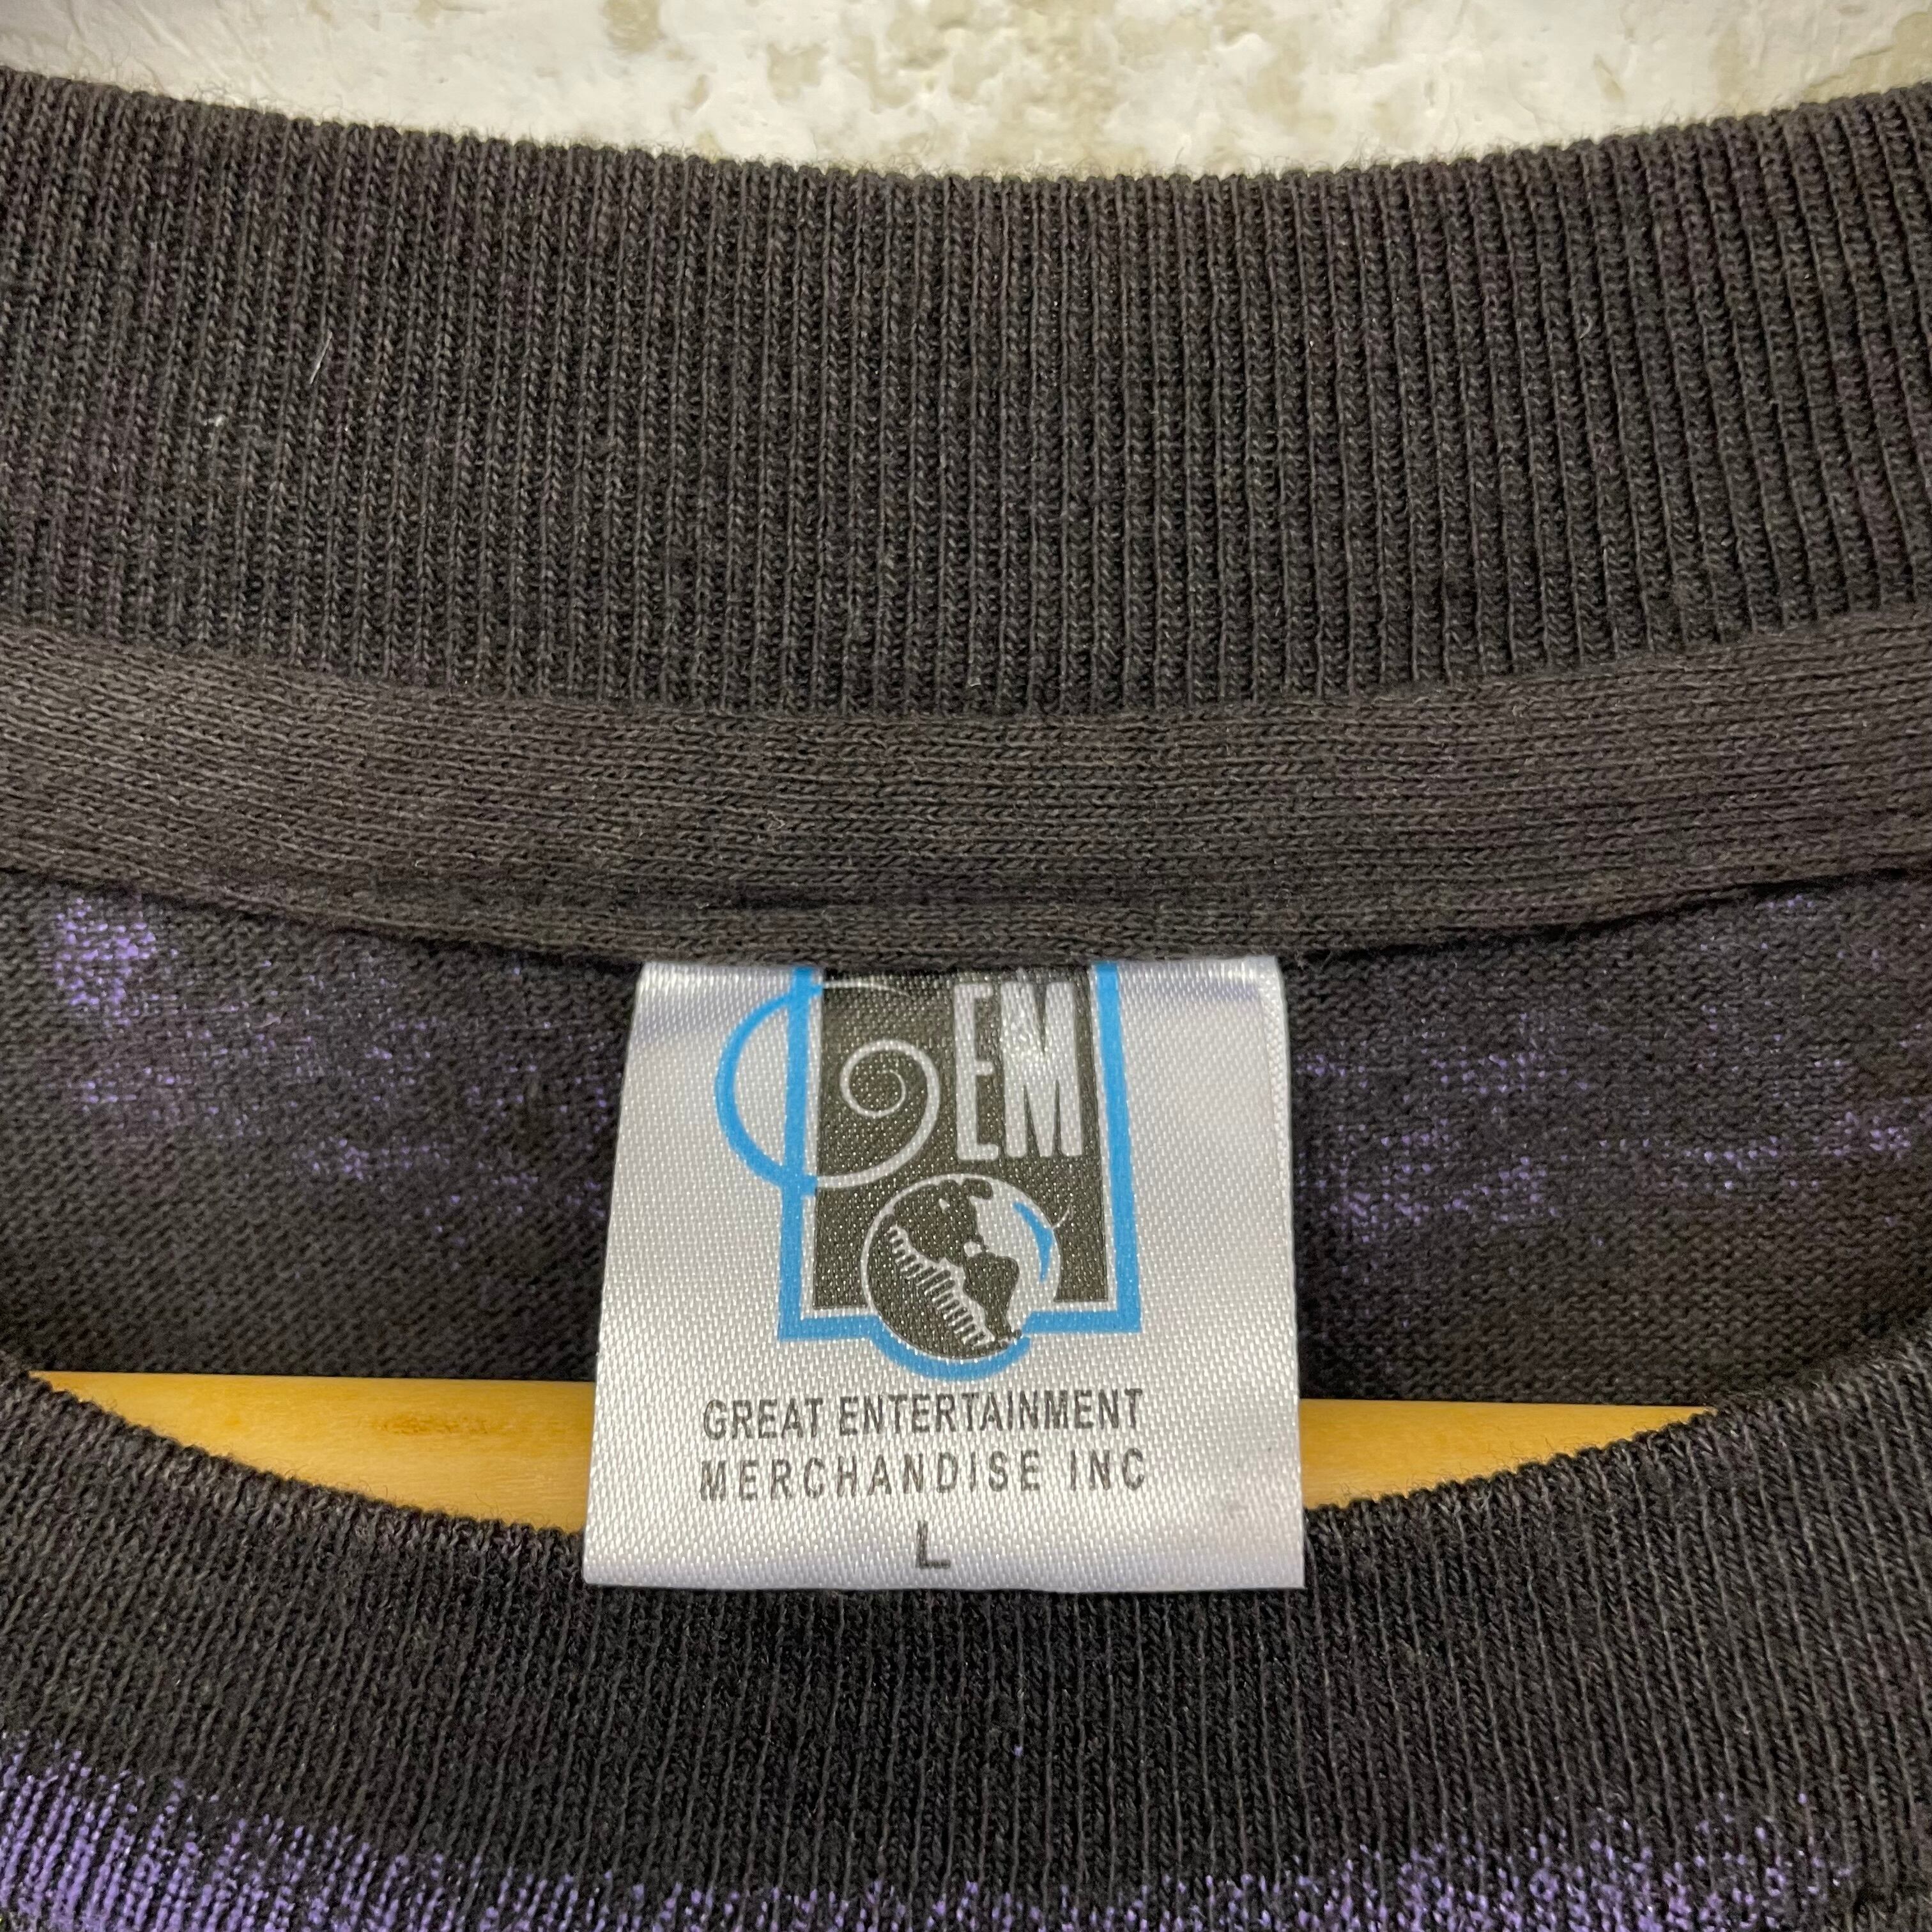 GEM
GREAT ENTERTAINMENT
MERCHANDISE INC
L